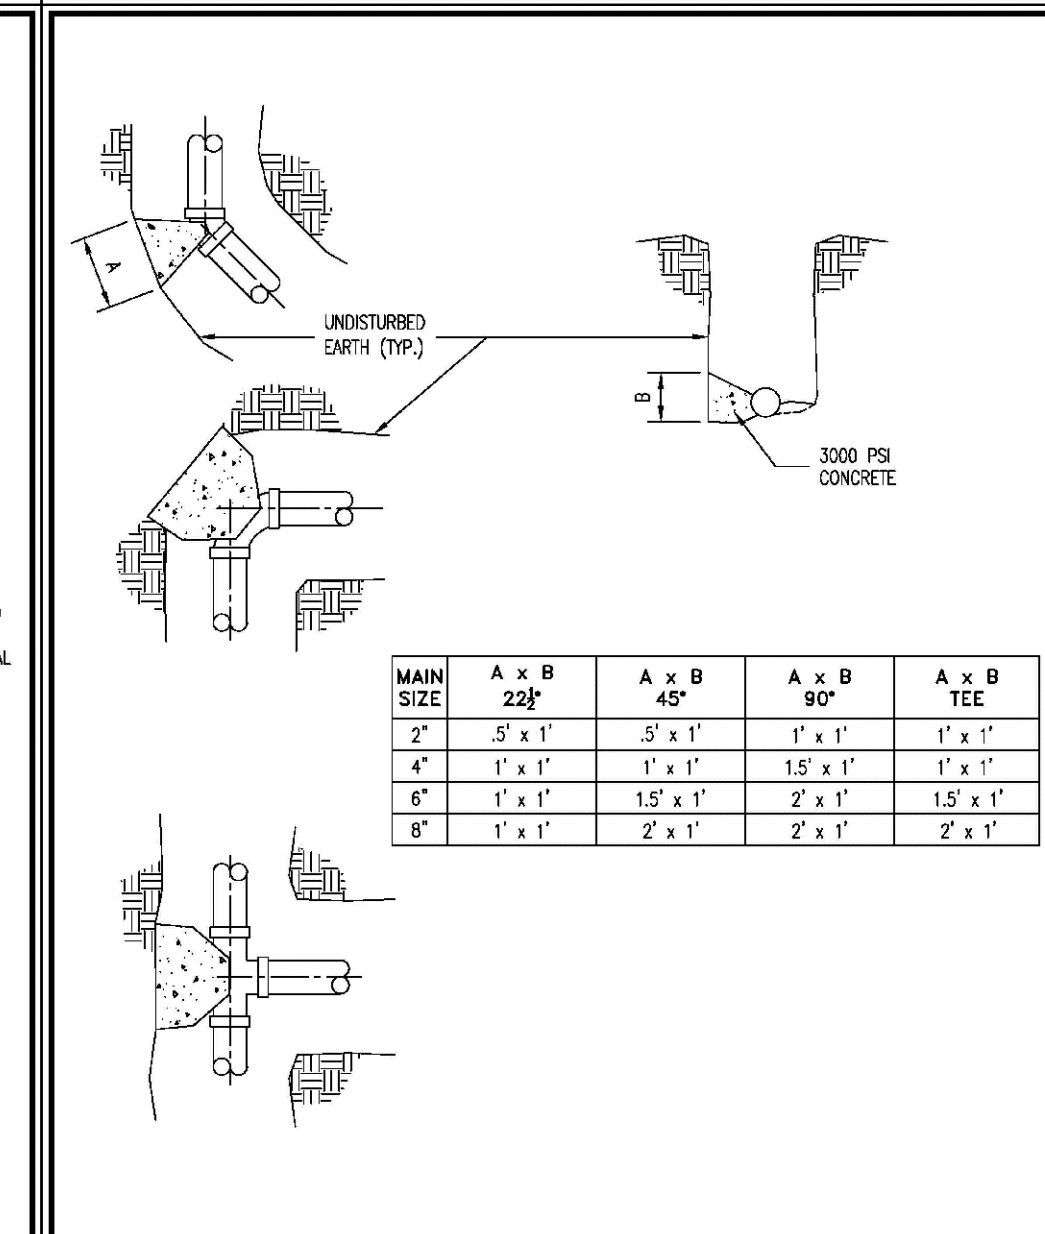 A
UNDISTURBED
EARTH (TYP.)
B
3000 PSI
CONCRETE
AL
MAIN SIZE A x B 22½° A x B 45° A x B 90° A x B TEE
2" .5' x 1' .5' x 1' 1' x 1' 1' x 1'
4" 1' x 1' 1' x 1' 1.5' x 1' 1' x 1'
6" 1' x 1' 1.5' x 1' 2' x 1' 1.5' x 1'
8" 1' x 1' 2' x 1' 2' x 1' 2' x 1'